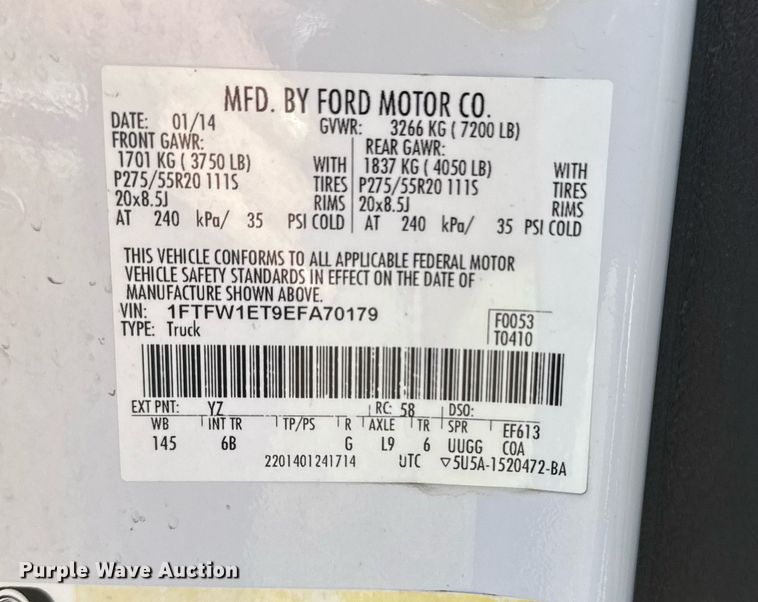 MFD. BY FORD MOTOR CO.
DATE: 01/14 GVWR: 3266 KG ( 7200 LB)
FRONT GAWR: REAR GAWR:
1701 KG ( 3750 LB) WITH 1837 KG ( 4050 LB) WITH
P275/55R20 111S TIRES P275/55R20 111S TIRES
20x8.5J RIMS 20x8.5J RIMS
AT 240 kPa/ 35 PSI COLD AT 240 kPa/ 35 PSI COLD
THIS VEHICLE CONFORMS TO ALL APPLICABLE FEDERAL MOTOR
VEHICLE SAFETY STANDARDS IN EFFECT ON THE DATE OF
MANUFACTURE SHOWN ABOVE.
VIN: 1FTFW1ET9EFA70179 F0053
TYPE: Truck T0410
EXT PNT: YZ RC: 58 DSO:
WB INT TR TP/PS R AXLE TR SPR EF613
145 6B G L9 6 UUGG COA
2201401241714 UTC ▽5U5A-1520472-BA
Purple Wave Auction